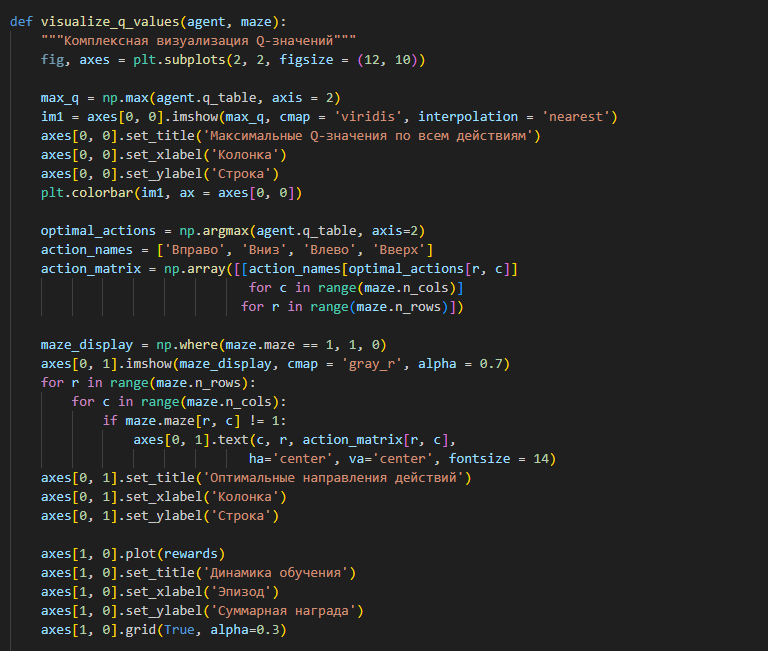 def visualize_q_values(agent, maze):
    """Комплексная визуализация Q-значений"""
    fig, axes = plt.subplots(2, 2, figsize = (12, 10))

    max_q = np.max(agent.q_table, axis = 2)
    im1 = axes[0, 0].imshow(max_q, cmap = 'viridis', interpolation = 'nearest')
    axes[0, 0].set_title('Максимальные Q-значения по всем действиям')
    axes[0, 0].set_xlabel('Колонка')
    axes[0, 0].set_ylabel('Строка')
    plt.colorbar(im1, ax = axes[0, 0])

    optimal_actions = np.argmax(agent.q_table, axis=2)
    action_names = ['Вправо', 'Вниз', 'Влево', 'Вверх']
    action_matrix = np.array([[action_names[optimal_actions[r, c]]
                               for c in range(maze.n_cols)]
                              for r in range(maze.n_rows)])

    maze_display = np.where(maze.maze == 1, 1, 0)
    axes[0, 1].imshow(maze_display, cmap = 'gray_r', alpha = 0.7)
    for r in range(maze.n_rows):
        for c in range(maze.n_cols):
            if maze.maze[r, c] != 1:
                axes[0, 1].text(c, r, action_matrix[r, c],
                               ha='center', va='center', fontsize = 14)
    axes[0, 1].set_title('Оптимальные направления действий')
    axes[0, 1].set_xlabel('Колонка')
    axes[0, 1].set_ylabel('Строка')

    axes[1, 0].plot(rewards)
    axes[1, 0].set_title('Динамика обучения')
    axes[1, 0].set_xlabel('Эпизод')
    axes[1, 0].set_ylabel('Суммарная награда')
    axes[1, 0].grid(True, alpha=0.3)